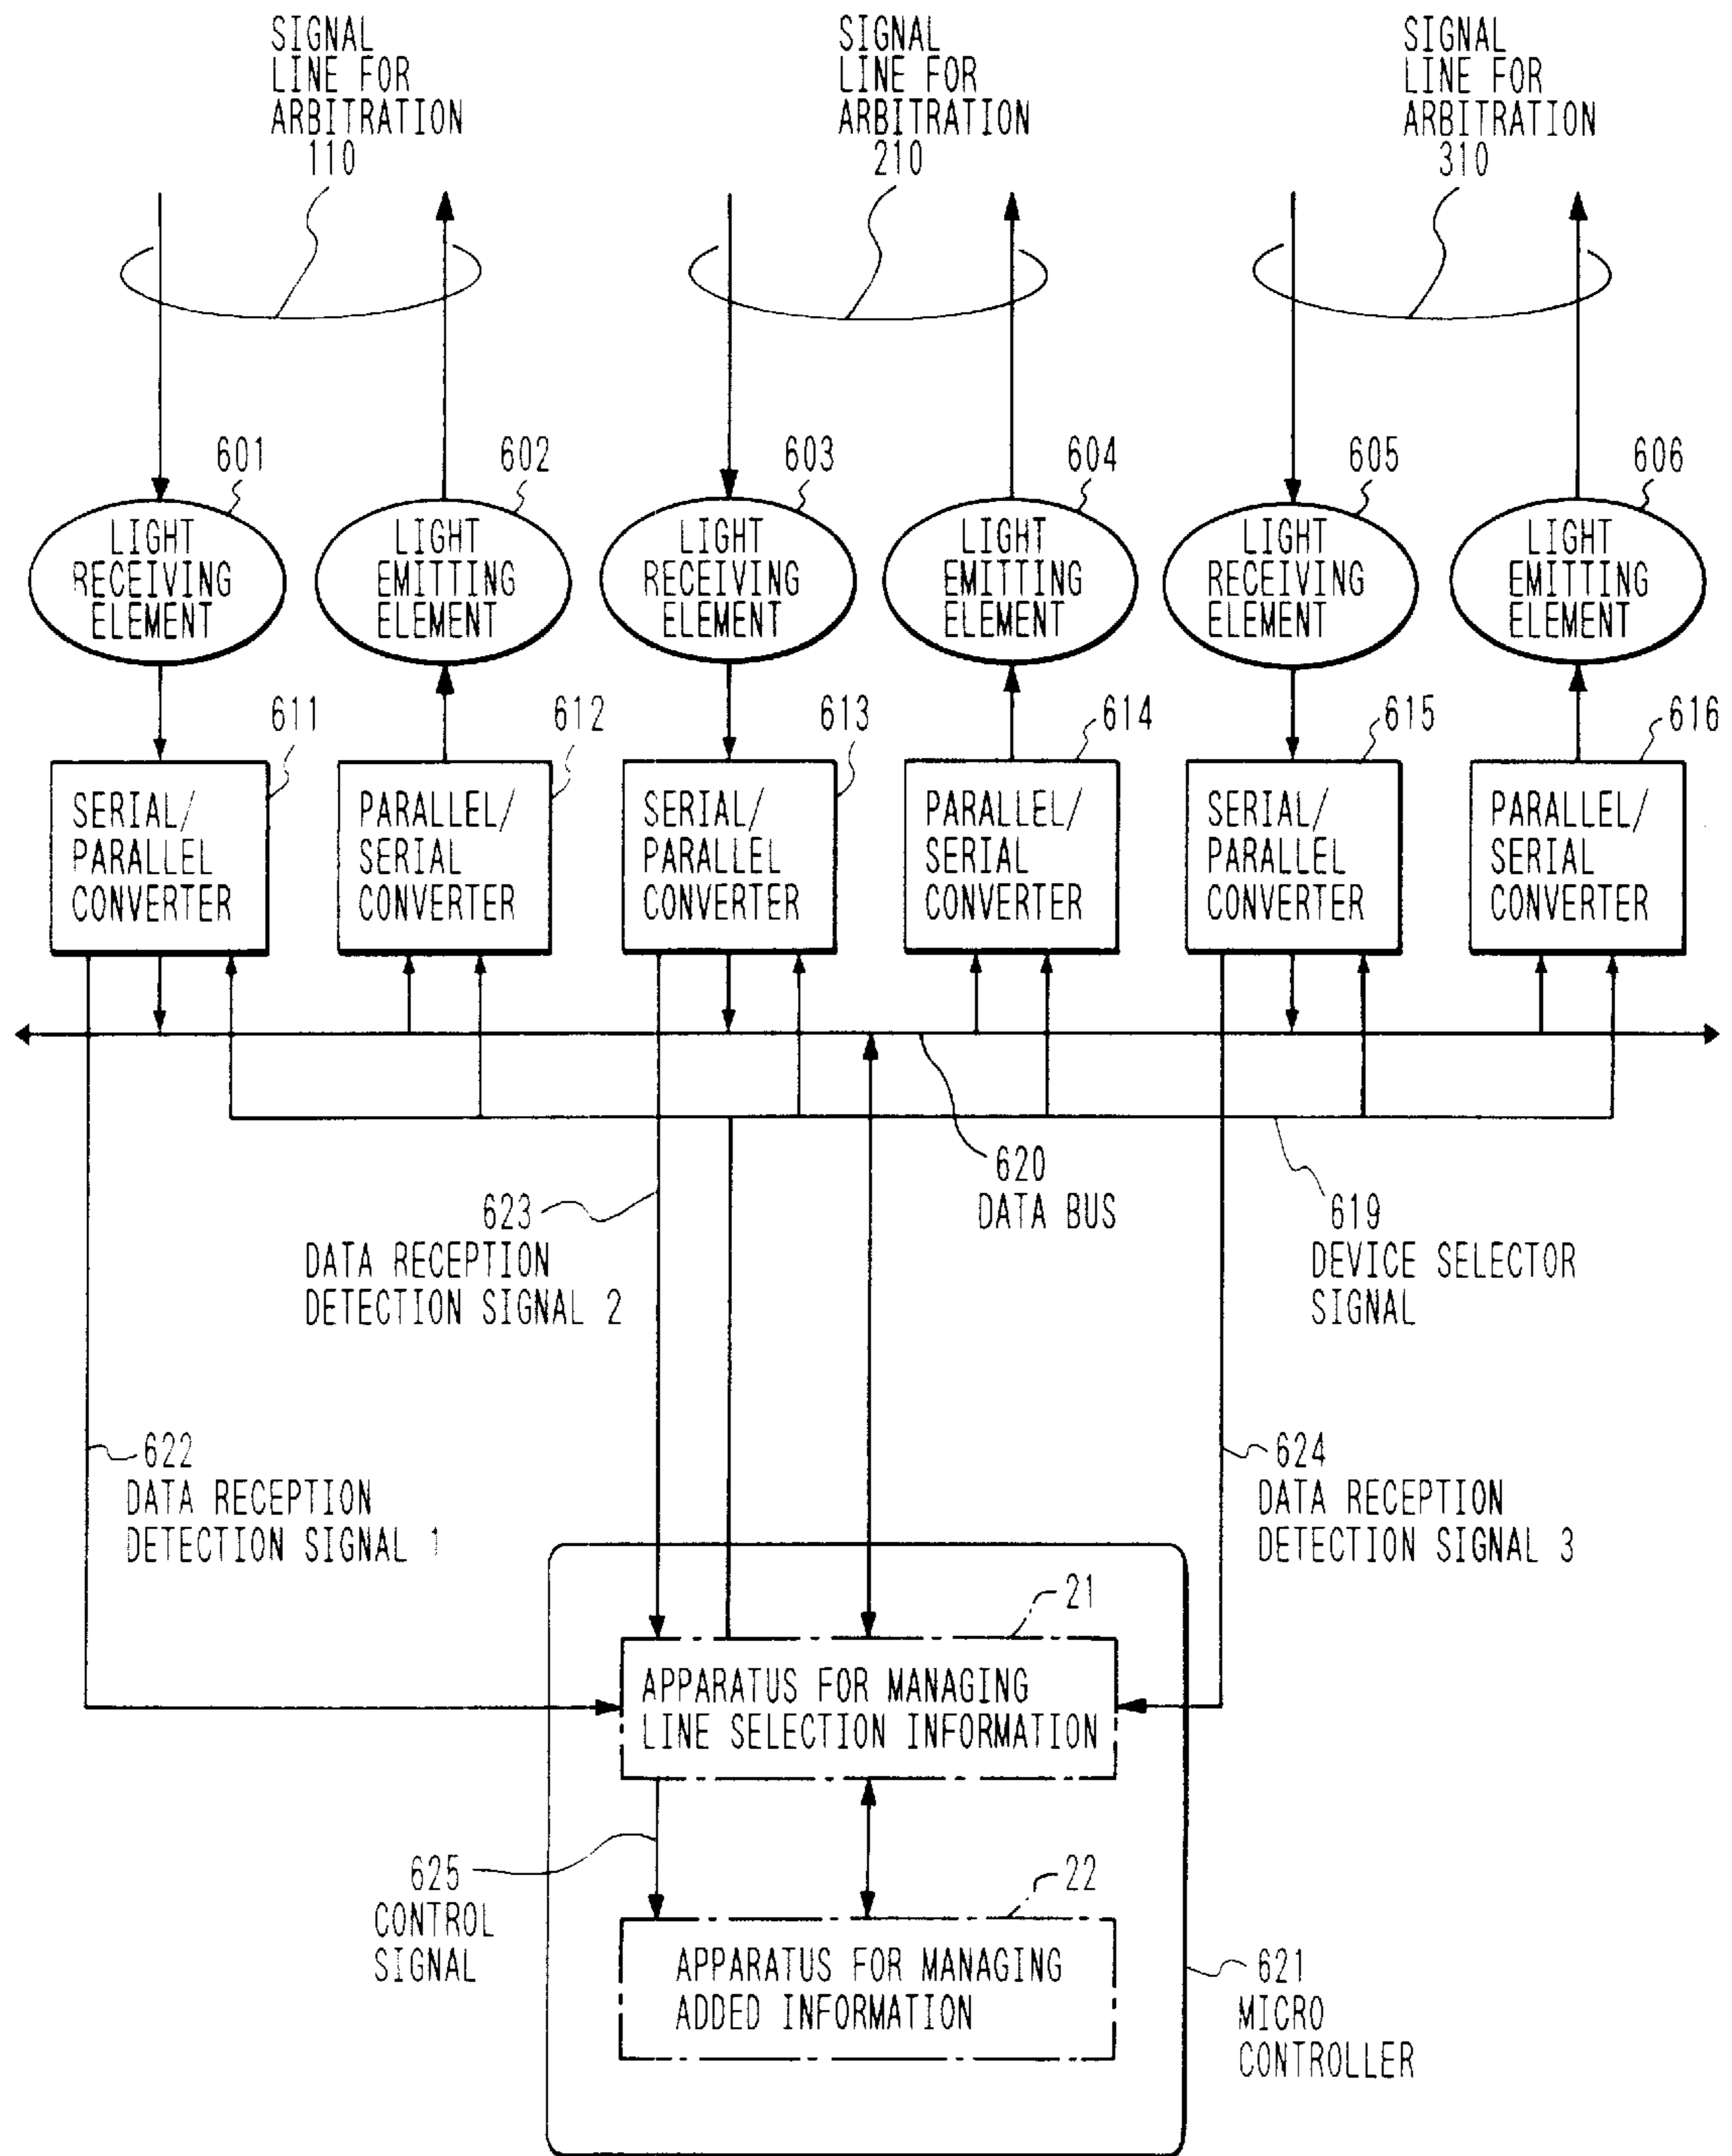 SIGNAL
LINE FOR
ARBITRATION
110
SIGNAL
LINE FOR
ARBITRATION
210
SIGNAL
LINE FOR
ARBITRATION
310
601
602
603
604
605
606
LIGHT
RECEIVING
ELEMENT
LIGHT
EMITTING
ELEMENT
LIGHT
RECEIVING
ELEMENT
LIGHT
EMITTING
ELEMENT
LIGHT
RECEIVING
ELEMENT
LIGHT
EMITTING
ELEMENT
611
612
613
614
615
616
SERIAL/
PARALLEL
CONVERTER
PARALLEL/
SERIAL
CONVERTER
SERIAL/
PARALLEL
CONVERTER
PARALLEL/
SERIAL
CONVERTER
SERIAL/
PARALLEL
CONVERTER
PARALLEL/
SERIAL
CONVERTER
620
DATA BUS
623
DATA RECEPTION
DETECTION SIGNAL 2
619
DEVICE SELECTOR
SIGNAL
622
DATA RECEPTION
DETECTION SIGNAL 1
624
DATA RECEPTION
DETECTION SIGNAL 3
21
APPARATUS FOR MANAGING
LINE SELECTION INFORMATION
625
CONTROL
SIGNAL
22
APPARATUS FOR MANAGING
ADDED INFORMATION
621
MICRO
CONTROLLER